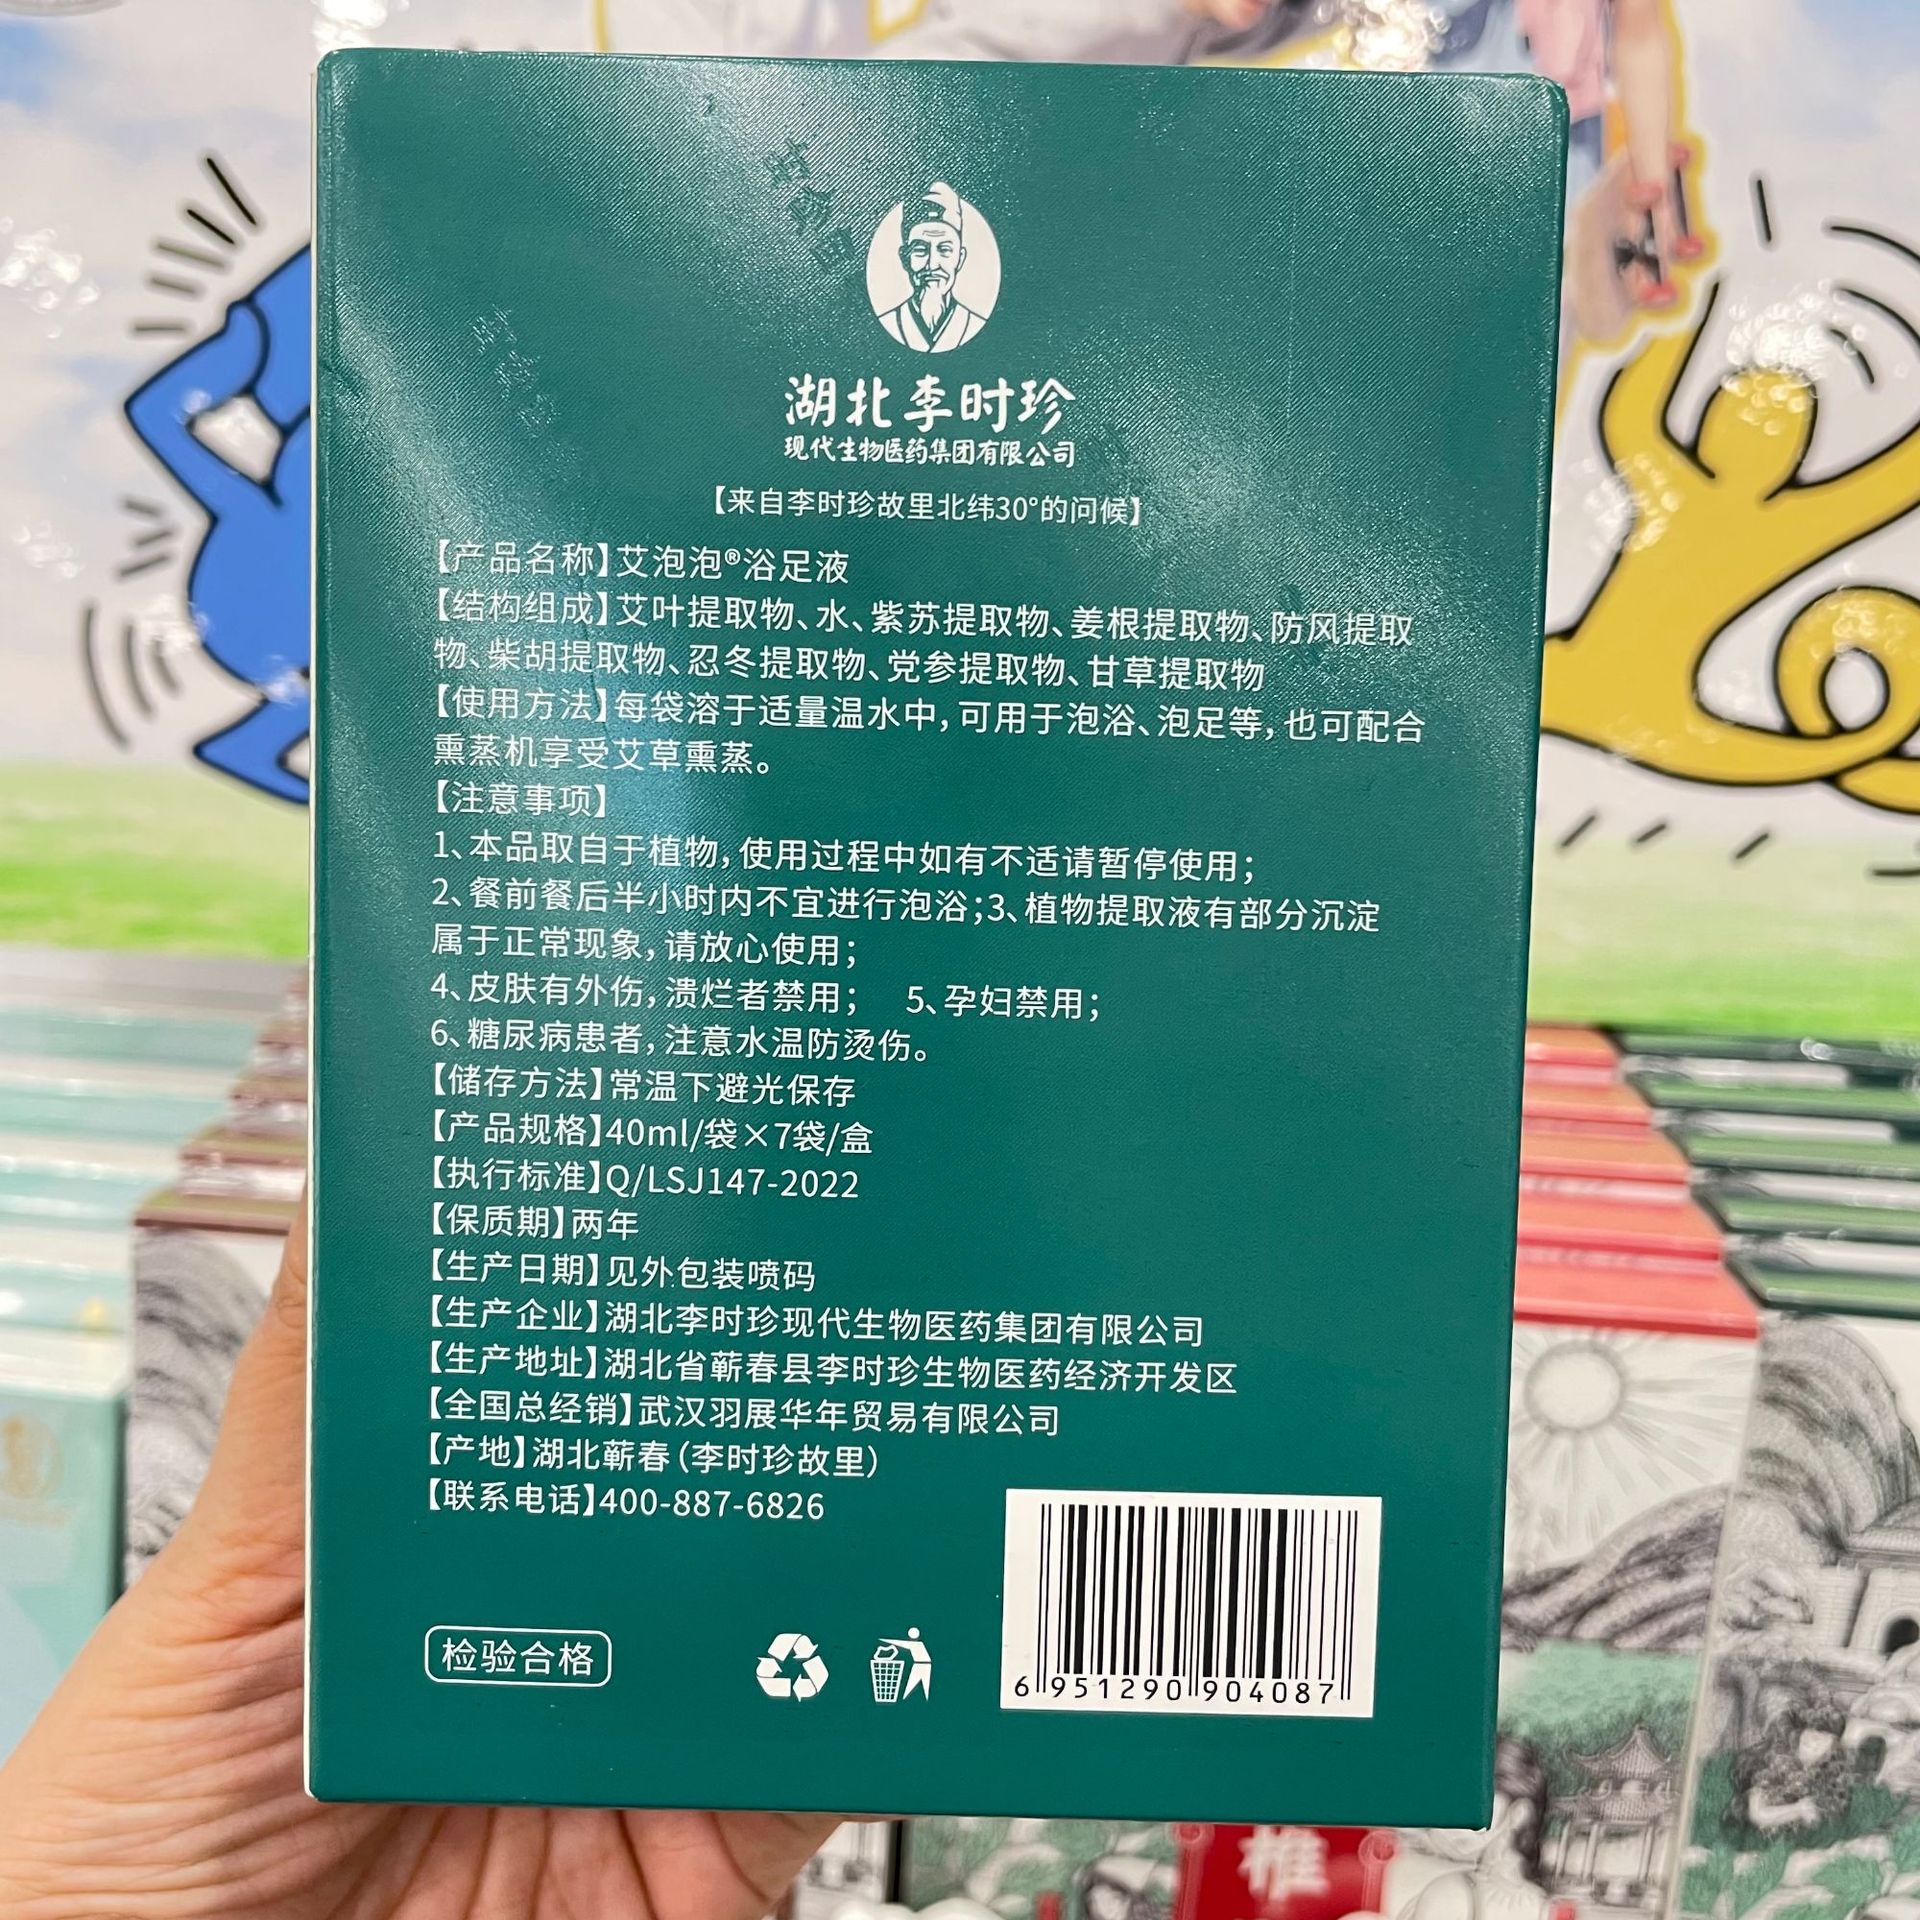 湖北李时珍
现代生物医药集团有限公司
【来自李时珍故里北纬30°的问候】
【产品名称】艾泡泡®浴足液
【结构组成】艾叶提取物、水、紫苏提取物、姜根提取物、防风提取
物、柴胡提取物、忍冬提取物、党参提取物、甘草提取物
【使用方法】每袋溶于适量温水中，可用于泡浴、泡足等，也可配合
熏蒸机享受艾草熏蒸。
【注意事项】
1、本品取自于植物，使用过程中如有不适请暂停使用；
2、餐前餐后半小时内不宜进行泡浴；3、植物提取液有部分沉淀
属于正常现象，请放心使用；
4、皮肤有外伤，溃烂者禁用； 5、孕妇禁用；
6、糖尿病患者，注意水温防烫伤。
【储存方法】常温下避光保存
【产品规格】40ml/袋×7袋/盒
【执行标准】Q/LSJ147-2022
【保质期】两年
【生产日期】见外包装喷码
【生产企业】湖北李时珍现代生物医药集团有限公司
【生产地址】湖北省蕲春县李时珍生物医药经济开发区
【全国总经销】武汉羽展华年贸易有限公司
【产地】湖北蕲春（李时珍故里）
【联系电话】400-887-6826
检验合格
6951290904087